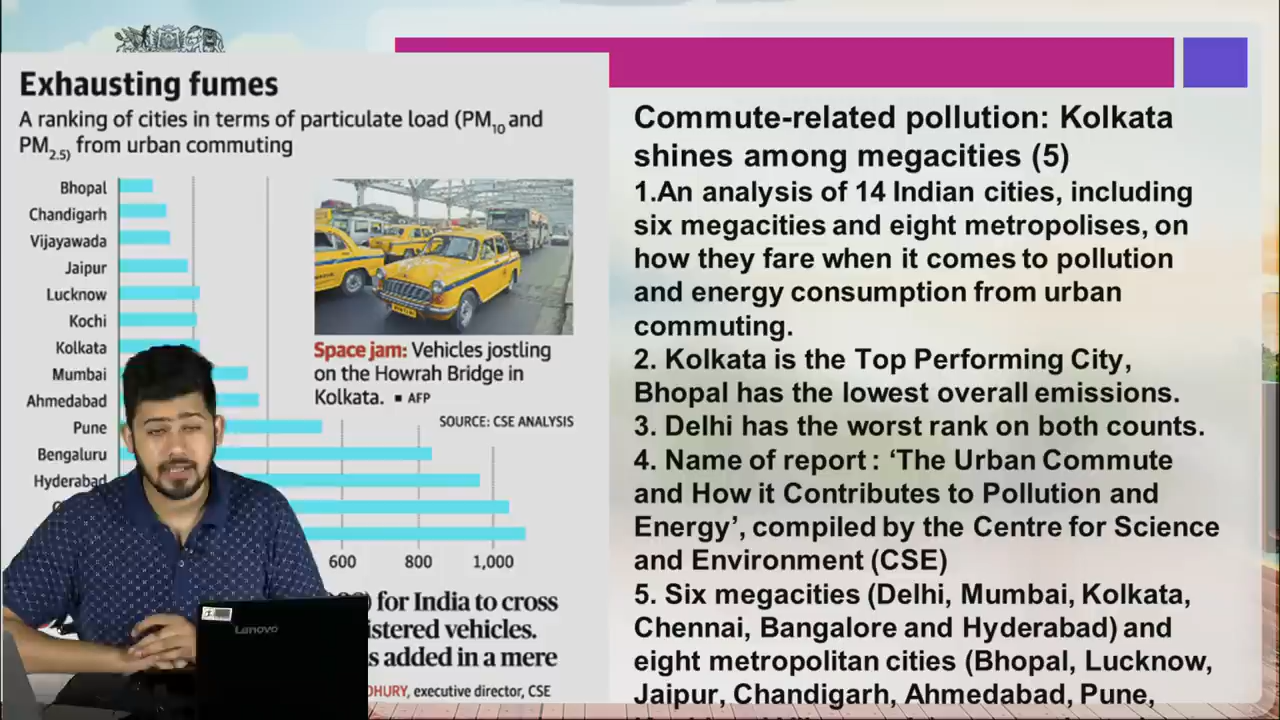 Exhausting fumes
A ranking of cities in terms of particulate load (PM10 and
PM2.5) from urban commuting
Bhopal
Chandigarh
Vijayawada
Jaipur
Lucknow
Kochi
Kolkata
Mumbai
Ahmedabad
Pune
Bengaluru
Hyderabad
600 800 1,000
Space jam: Vehicles jostling
on the Howrah Bridge in
Kolkata. ■ AFP
SOURCE: CSE ANALYSIS
for India to cross
vehicles.
added in a mere
executive director, CSE
Lenovo
Commute-related pollution: Kolkata
shines among megacities (5)
1.An analysis of 14 Indian cities, including
six megacities and eight metropolises, on
how they fare when it comes to pollution
and energy consumption from urban
commuting.
2. Kolkata is the Top Performing City,
Bhopal has the lowest overall emissions.
3. Delhi has the worst rank on both counts.
4. Name of report : ‘The Urban Commute
and How it Contributes to Pollution and
Energy’, compiled by the Centre for Science
and Environment (CSE)
5. Six megacities (Delhi, Mumbai, Kolkata,
Chennai, Bangalore and Hyderabad) and
eight metropolitan cities (Bhopal, Lucknow,
Jaipur, Chandigarh, Ahmedabad, Pune,